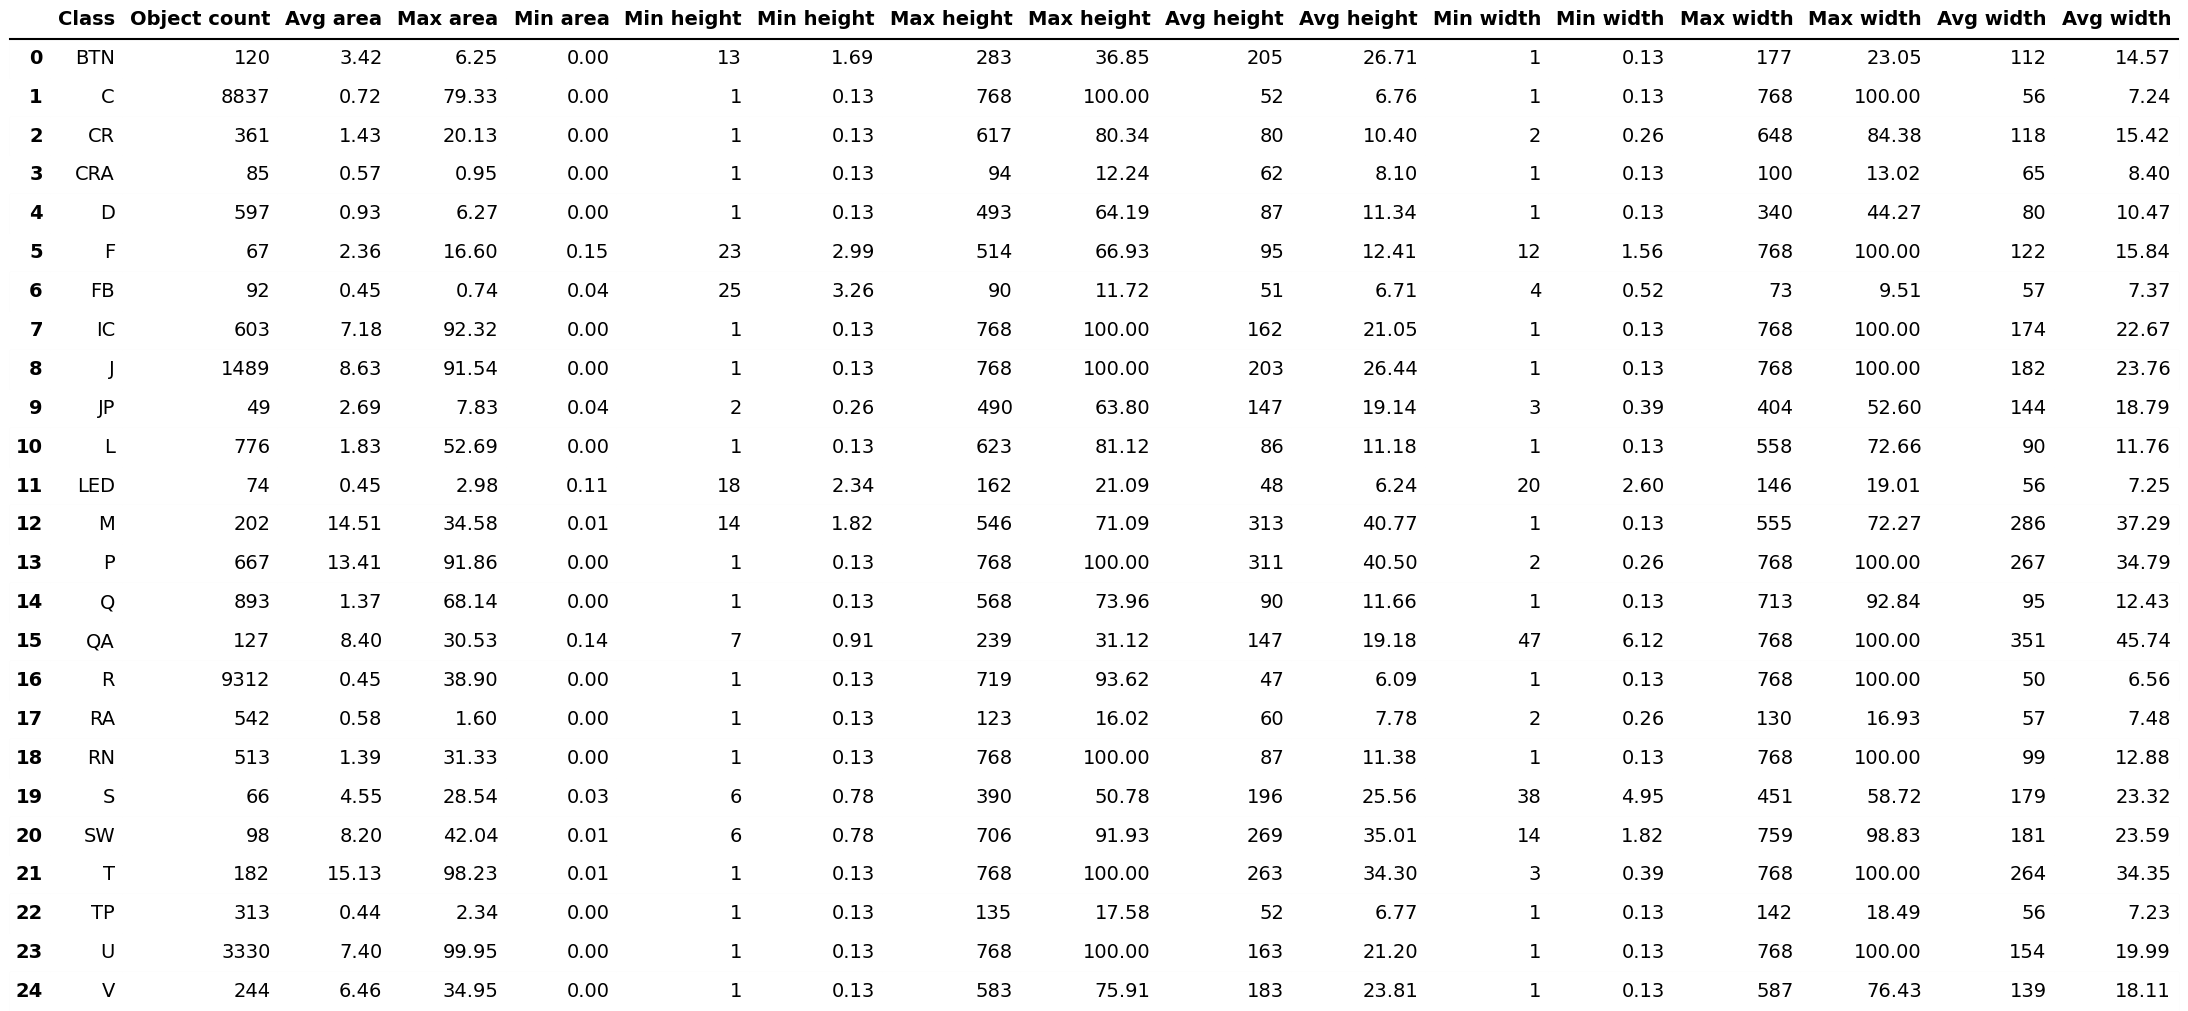 Class Object count Avg area Max area Min area Min height Min height Max height Max height Avg height Avg height Min width Min width Max width Max width Avg width Avg width
0 BTN 120 3.42 6.25 0.00 13 1.69 283 36.85 205 26.71 1 0.13 177 23.05 112 14.57
1 C 8837 0.72 79.33 0.00 1 0.13 768 100.00 52 6.76 1 0.13 768 100.00 56 7.24
2 CR 361 1.43 20.13 0.00 1 0.13 617 80.34 80 10.40 2 0.26 648 84.38 118 15.42
3 CRA 85 0.57 0.95 0.00 1 0.13 94 12.24 62 8.10 1 0.13 100 13.02 65 8.40
4 D 597 0.93 6.27 0.00 1 0.13 493 64.19 87 11.34 1 0.13 340 44.27 80 10.47
5 F 67 2.36 16.60 0.15 23 2.99 514 66.93 95 12.41 12 1.56 768 100.00 122 15.84
6 FB 92 0.45 0.74 0.04 25 3.26 90 11.72 51 6.71 4 0.52 73 9.51 57 7.37
7 IC 603 7.18 92.32 0.00 1 0.13 768 100.00 162 21.05 1 0.13 768 100.00 174 22.67
8 J 1489 8.63 91.54 0.00 1 0.13 768 100.00 203 26.44 1 0.13 768 100.00 182 23.76
9 JP 49 2.69 7.83 0.04 2 0.26 490 63.80 147 19.14 3 0.39 404 52.60 144 18.79
10 L 776 1.83 52.69 0.00 1 0.13 623 81.12 86 11.18 1 0.13 558 72.66 90 11.76
11 LED 74 0.45 2.98 0.11 18 2.34 162 21.09 48 6.24 20 2.60 146 19.01 56 7.25
12 M 202 14.51 34.58 0.01 14 1.82 546 71.09 313 40.77 1 0.13 555 72.27 286 37.29
13 P 667 13.41 91.86 0.00 1 0.13 768 100.00 311 40.50 2 0.26 768 100.00 267 34.79
14 Q 893 1.37 68.14 0.00 1 0.13 568 73.96 90 11.66 1 0.13 713 92.84 95 12.43
15 QA 127 8.40 30.53 0.14 7 0.91 239 31.12 147 19.18 47 6.12 768 100.00 351 45.74
16 R 9312 0.45 38.90 0.00 1 0.13 719 93.62 47 6.09 1 0.13 768 100.00 50 6.56
17 RA 542 0.58 1.60 0.00 1 0.13 123 16.02 60 7.78 2 0.26 130 16.93 57 7.48
18 RN 513 1.39 31.33 0.00 1 0.13 768 100.00 87 11.38 1 0.13 768 100.00 99 12.88
19 S 66 4.55 28.54 0.03 6 0.78 390 50.78 196 25.56 38 4.95 451 58.72 179 23.32
20 SW 98 8.20 42.04 0.01 6 0.78 706 91.93 269 35.01 14 1.82 759 98.83 181 23.59
21 T 182 15.13 98.23 0.01 1 0.13 768 100.00 263 34.30 3 0.39 768 100.00 264 34.35
22 TP 313 0.44 2.34 0.00 1 0.13 135 17.58 52 6.77 1 0.13 142 18.49 56 7.23
23 U 3330 7.40 99.95 0.00 1 0.13 768 100.00 163 21.20 1 0.13 768 100.00 154 19.99
24 V 244 6.46 34.95 0.00 1 0.13 583 75.91 183 23.81 1 0.13 587 76.43 139 18.11